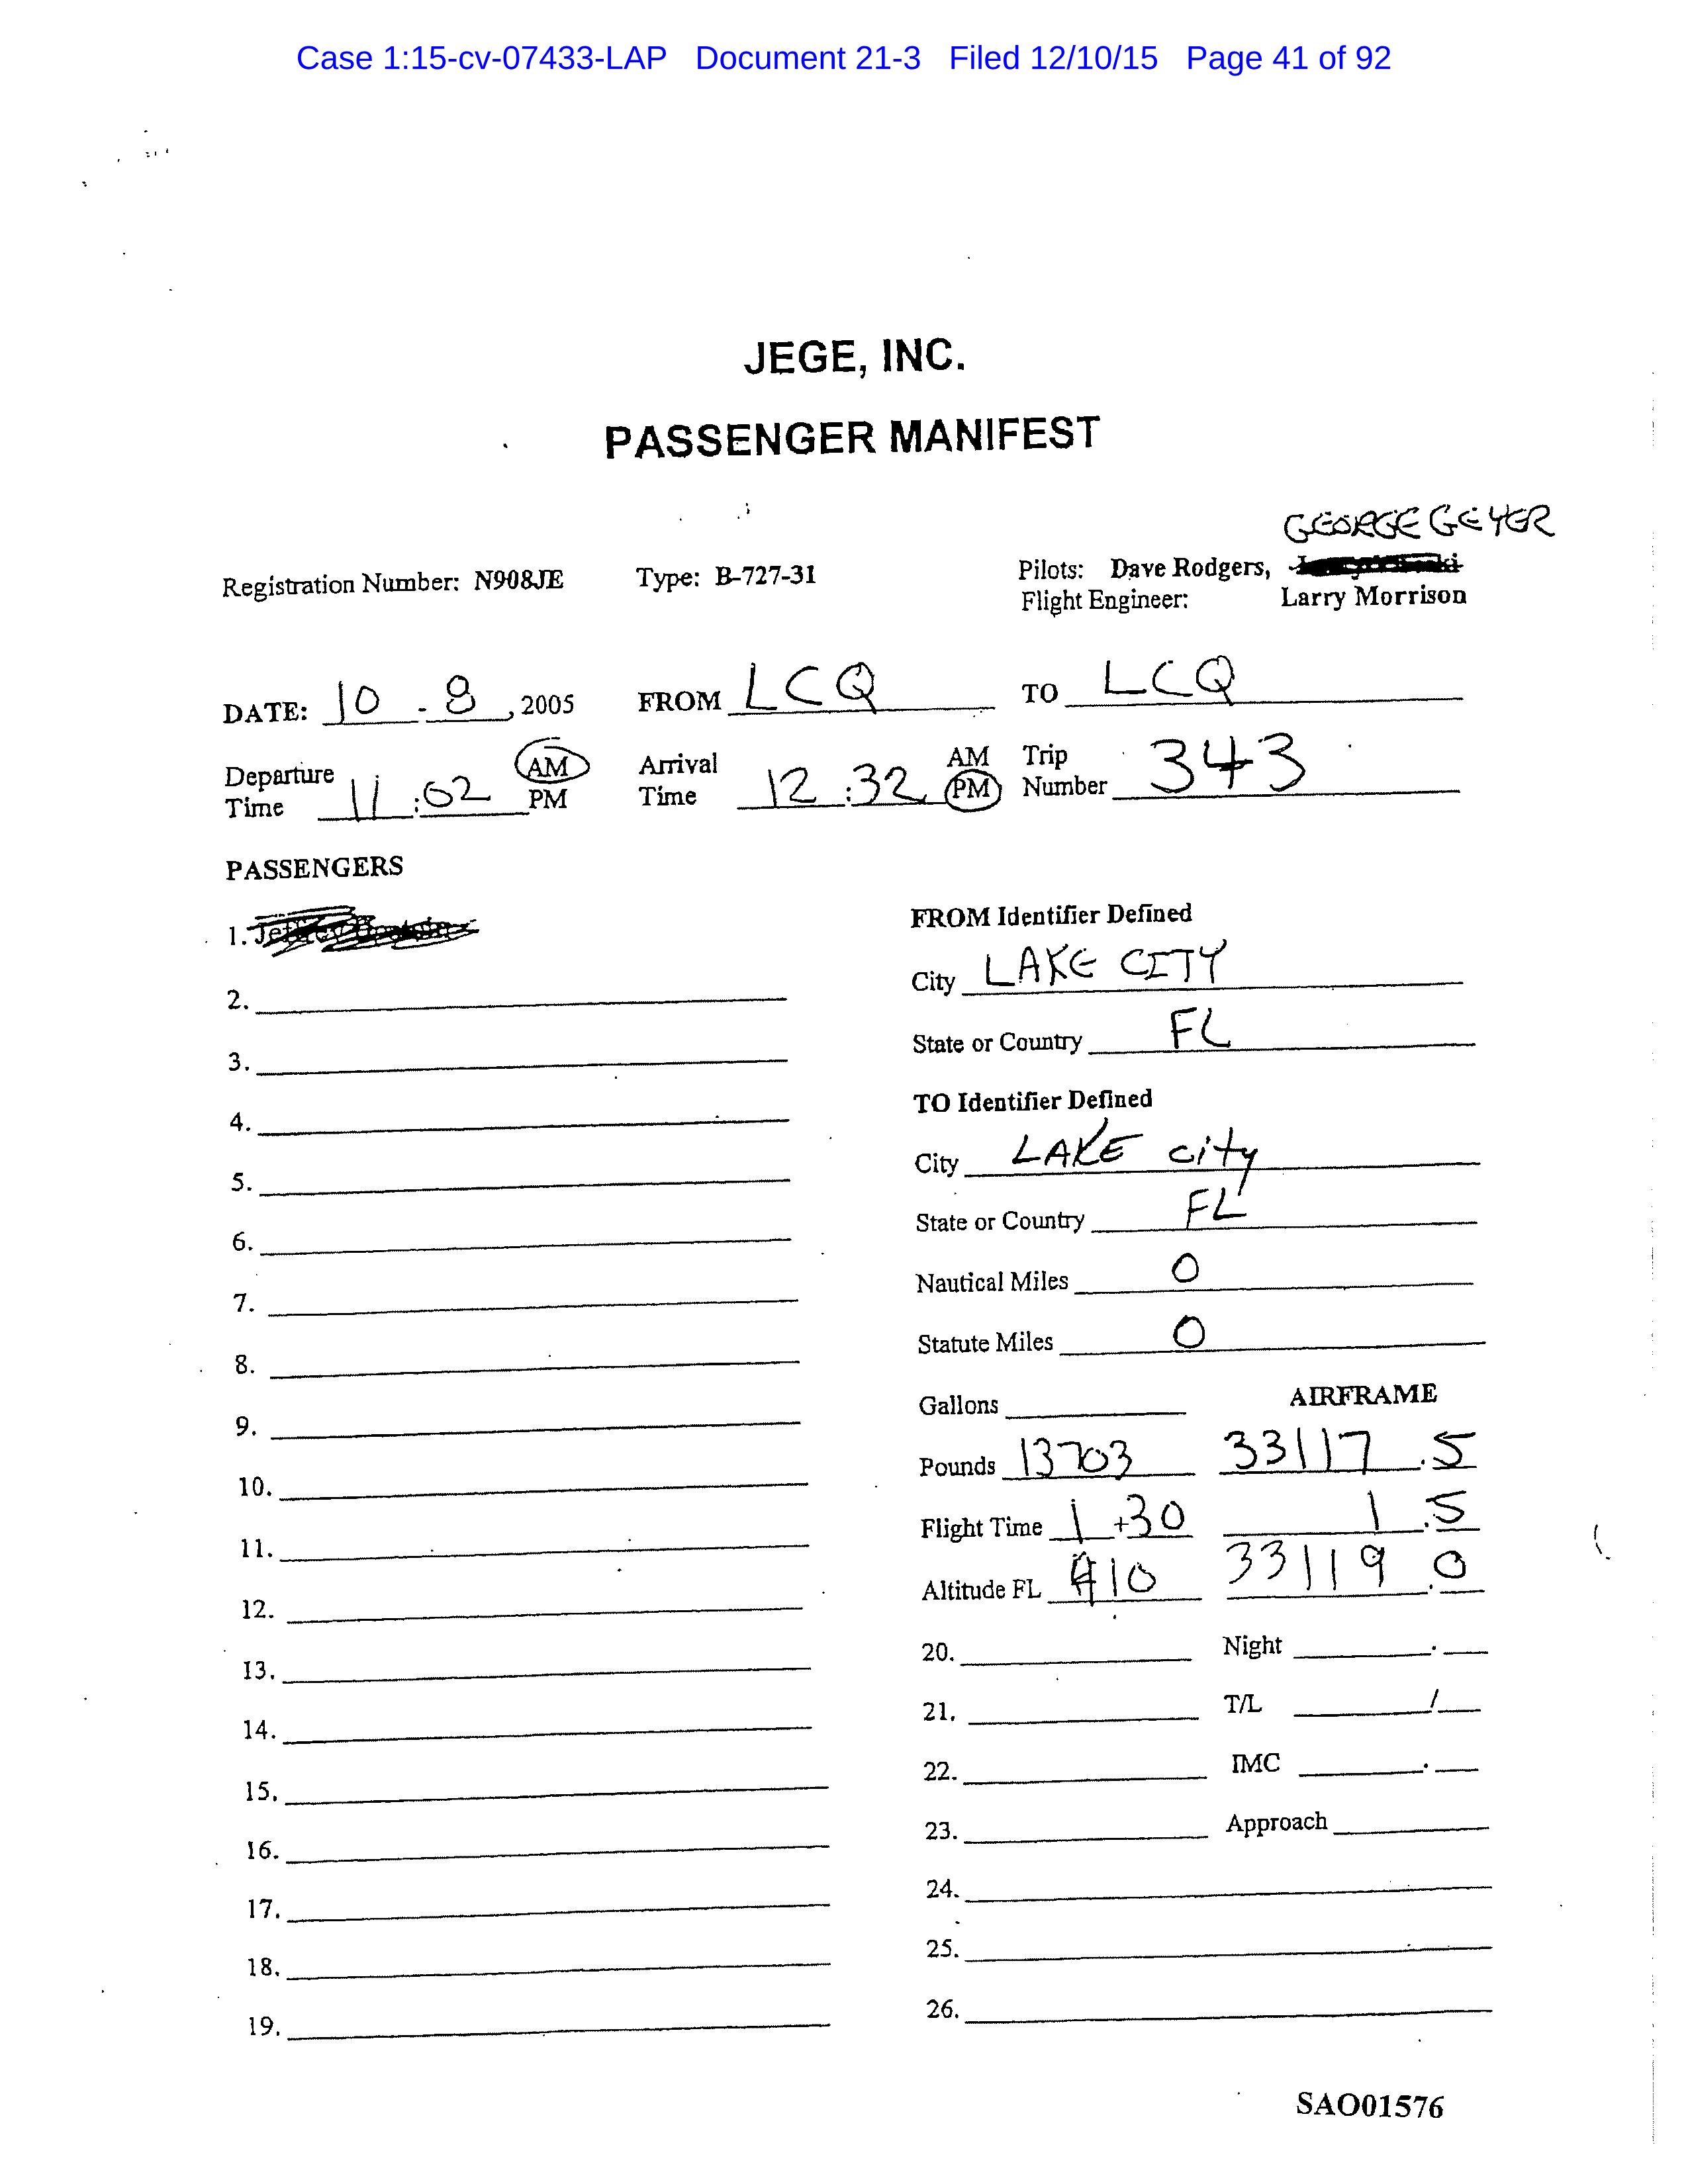 Case 1:15-cv-07433-LAP Document 21-3 Filed 12/10/15 Page 41 of 92
JEGE, INC.
PASSENGER MANIFEST
GEORGE GEYER
Registration Number: N908JE Type: B-727-31 Pilots: Dave Rodgers,
Flight Engineer: Larry Morrison
DATE: 10 - 8, 2005 FROM LCQ TO LCQ
Departure Time 11:02 AM PM Arrival Time 12:32 AM PM Trip Number 343
PASSENGERS
1.
2.
3.
4.
5.
6.
7.
8.
9.
10.
11.
12.
13.
14.
15.
16.
17.
18.
19.
FROM Identifier Defined
City LAKE CITY
State or Country FL
TO Identifier Defined
City LAKE city
State or Country FL
Nautical Miles 0
Statute Miles 0
Gallons AIRFRAME
Pounds 13703 33117.5
Flight Time 1+30 1.5
Altitude FL 410 33119.0
20. Night .
21. T/L /
22. IMC .
23. Approach
24.
25.
26.
SAO01576